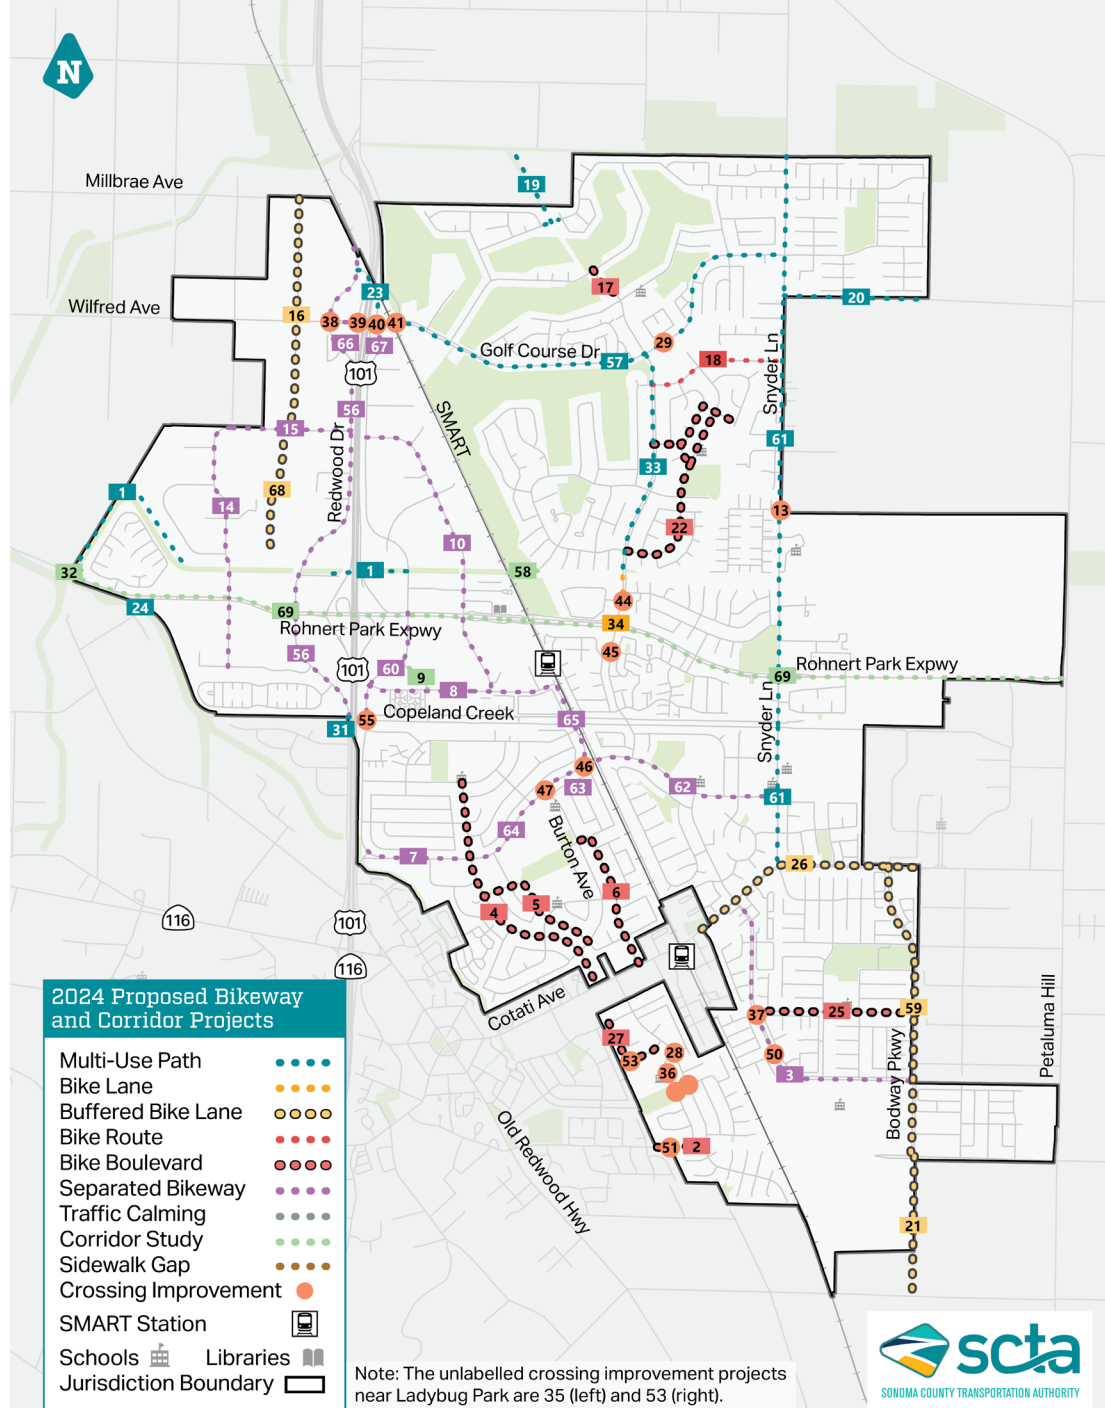 N
19
Millbrae Ave
17
23
20
Wilfred Ave
16
38
39
40
41
66
67
Golf Course Dr
29
57
18
101
Snyder Ln
56
SMART
15
61
Redwood Dr
33
68
1
14
13
22
10
32
1
58
24
69
44
34
Rohnert Park Expwy
45
56
101
60
9
Rohnert Park Expwy
69
8
Copeland Creek
55
31
65
Snyder Ln
46
47
63
62
61
64
Burton Ave
7
26
6
5
4
116
101
116
Cotati Ave
37
25
59
27
53
28
36
50
3
Bodway Pkwy
Petaluma Hill
51
2
Old Redwood Hwy
21
2024 Proposed Bikeway
and Corridor Projects
Multi-Use Path
Bike Lane
Buffered Bike Lane
Bike Route
Bike Boulevard
Separated Bikeway
Traffic Calming
Corridor Study
Sidewalk Gap
Crossing Improvement
SMART Station
Schools Libraries
Jurisdiction Boundary
Note: The unlabelled crossing improvement projects
near Ladybug Park are 35 (left) and 53 (right).
scta
SONOMA COUNTY TRANSPORTATION AUTHORITY